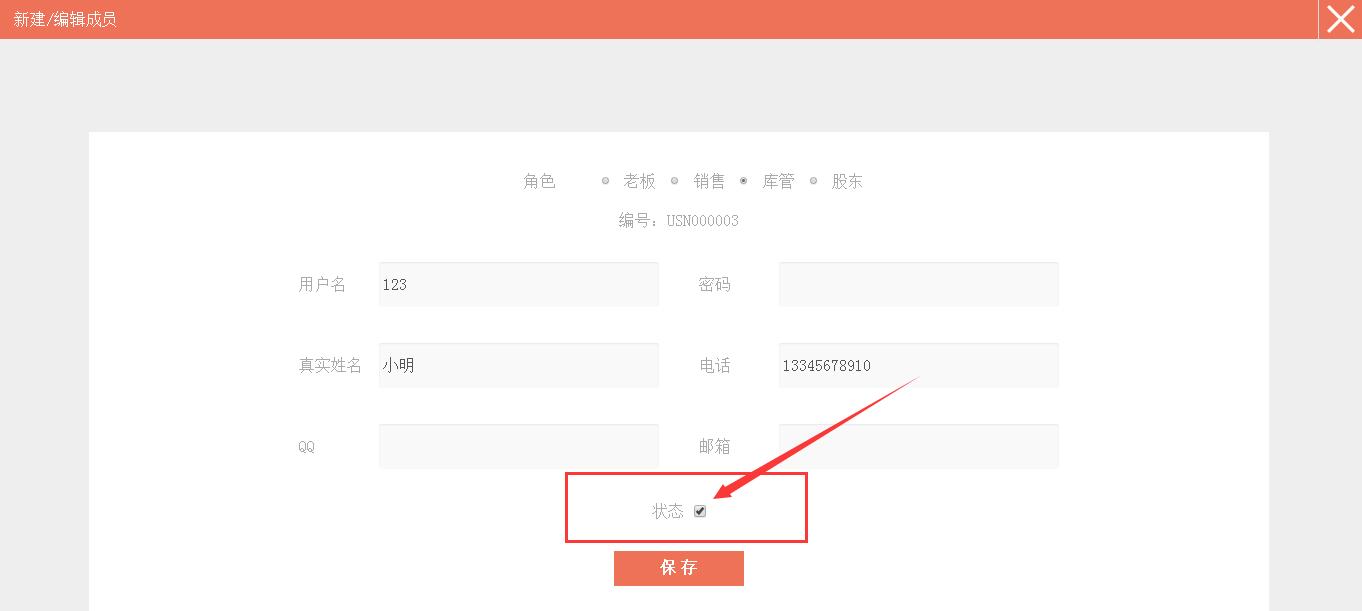 新建/编辑成员
角色 老板 销售 库管 股东
编号：USN000003
用户名 123 密码
真实姓名 小明 电话 13345678910
QQ 邮箱
状态
保存